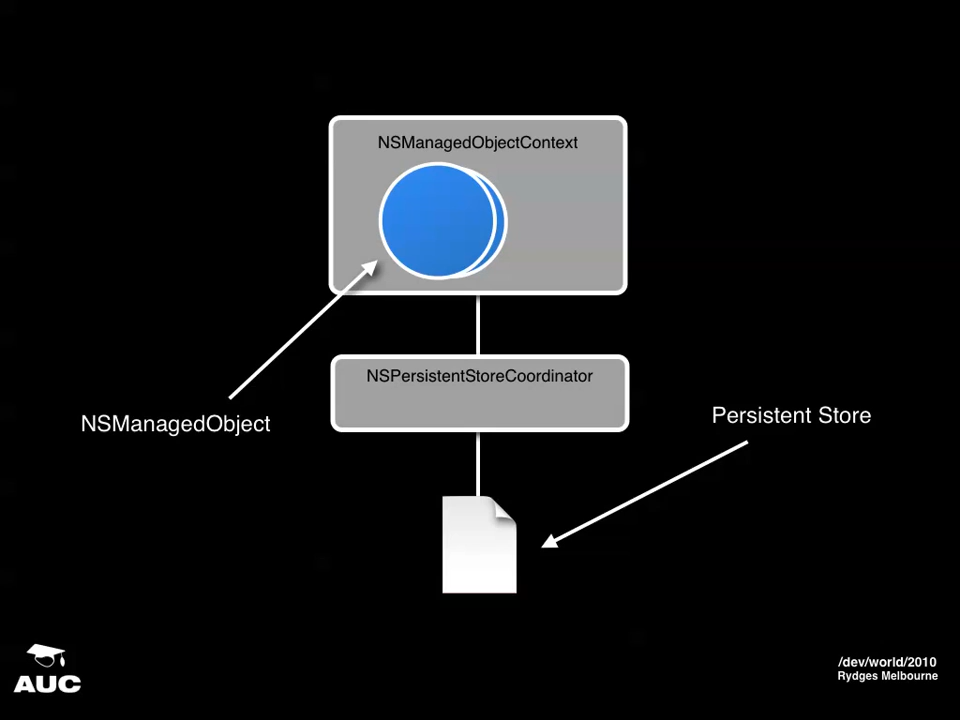 NSManagedObjectContext
NSPersistentStoreCoordinator
NSManagedObject
Persistent Store
AUC
/dev/world/2010
Rydges Melbourne